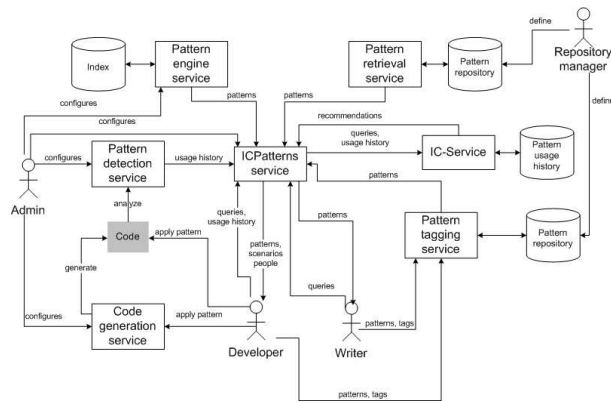 Index
Pattern
engine
service
Pattern
retrieval
service
Pattern
repository
define
Repository
manager
configures
configures
patterns
patterns
recommendations
queries,
usage history
define
configures
Pattern
detection
service
usage history
ICPatterns
service
IC-Service
Pattern
usage
history
Admin
analyze
patterns
queries,
usage history
patterns
Code
apply pattern
patterns,
scenarios
people
Pattern
tagging
service
Pattern
repository
generate
queries
configures
Code
generation
service
apply pattern
Developer
Writer
patterns, tags
patterns, tags